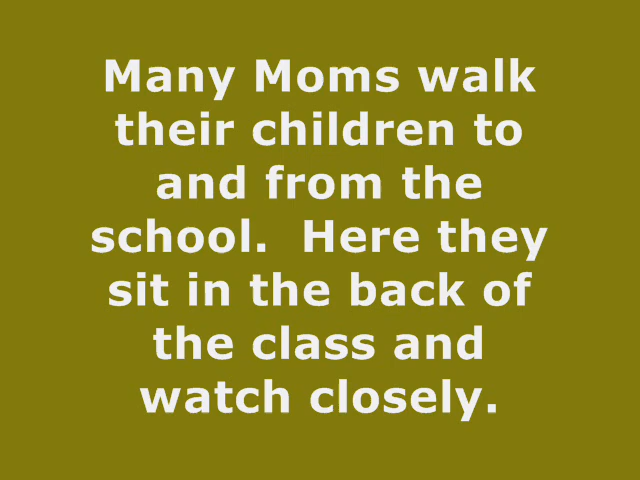 Many Moms walk
their children to
and from the
school.  Here they
sit in the back of
the class and
watch closely.